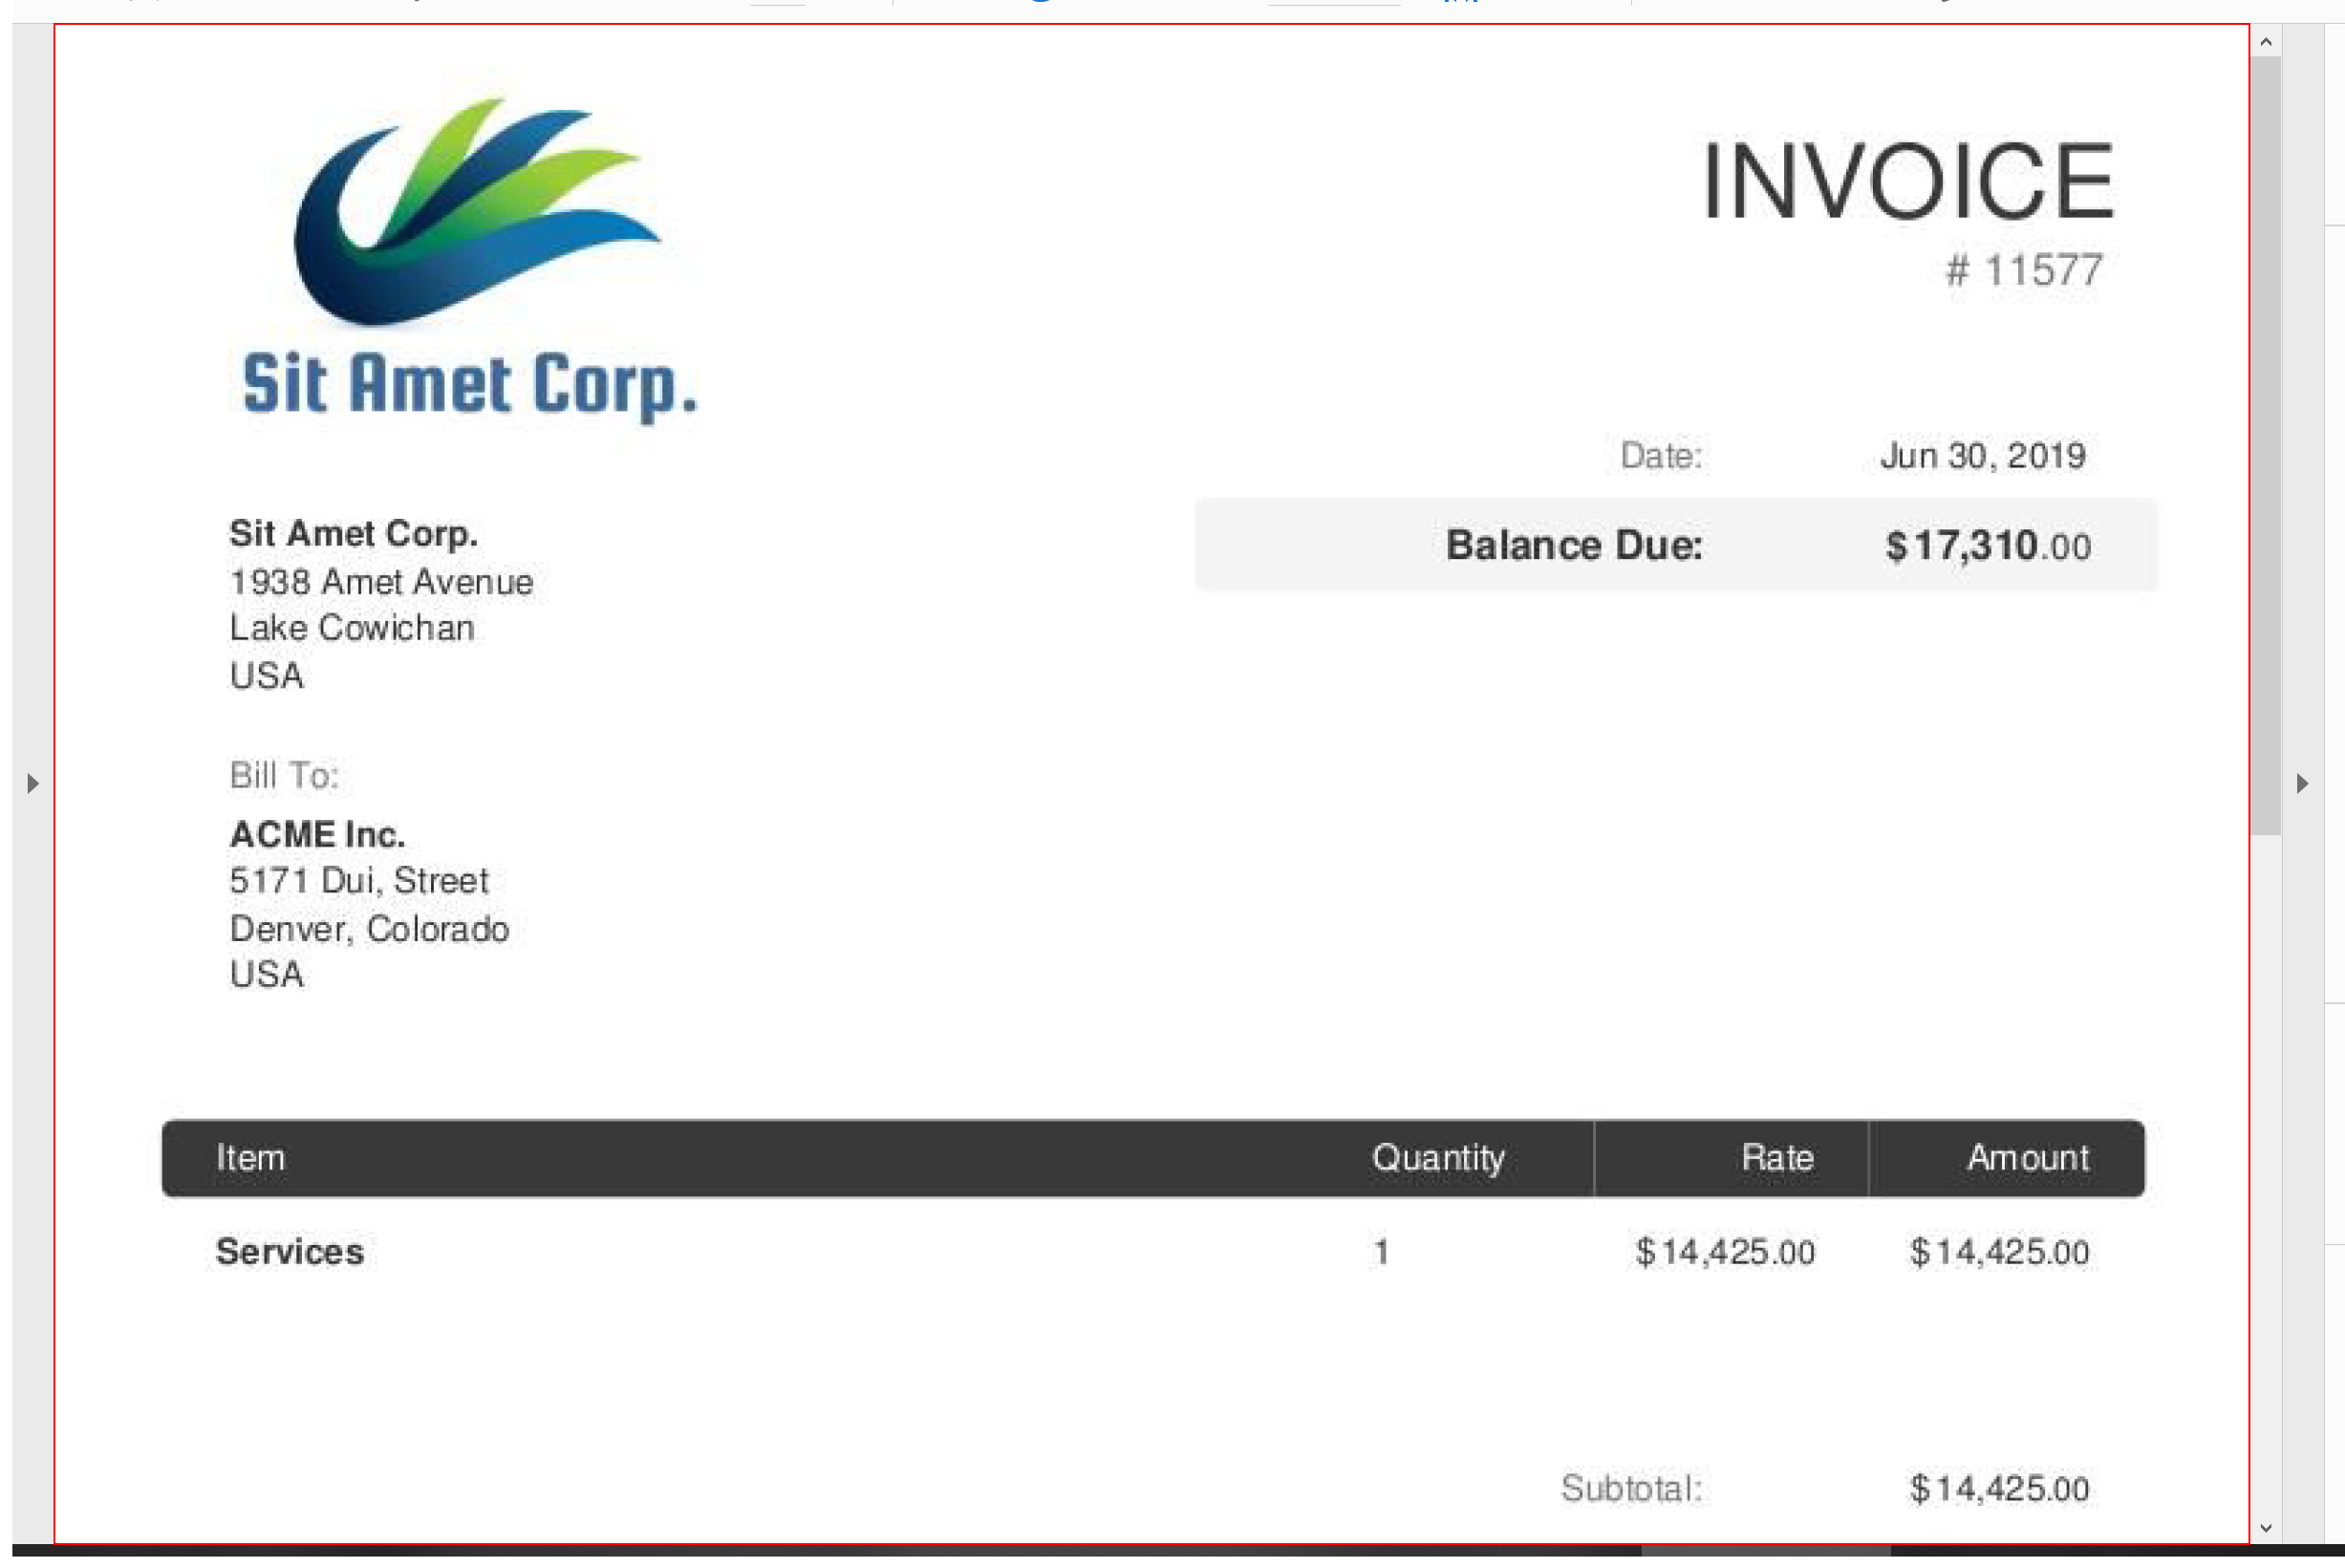 Sit Amet Corp.
INVOICE
# 11577
Date: Jun 30, 2019
Balance Due: $17,310.00
Sit Amet Corp.
1938 Amet Avenue
Lake Cowichan
USA
Bill To:
ACME Inc.
5171 Dui, Street
Denver, Colorado
USA
Item Quantity Rate Amount
Services 1 $14,425.00 $14,425.00
Subtotal: $14,425.00